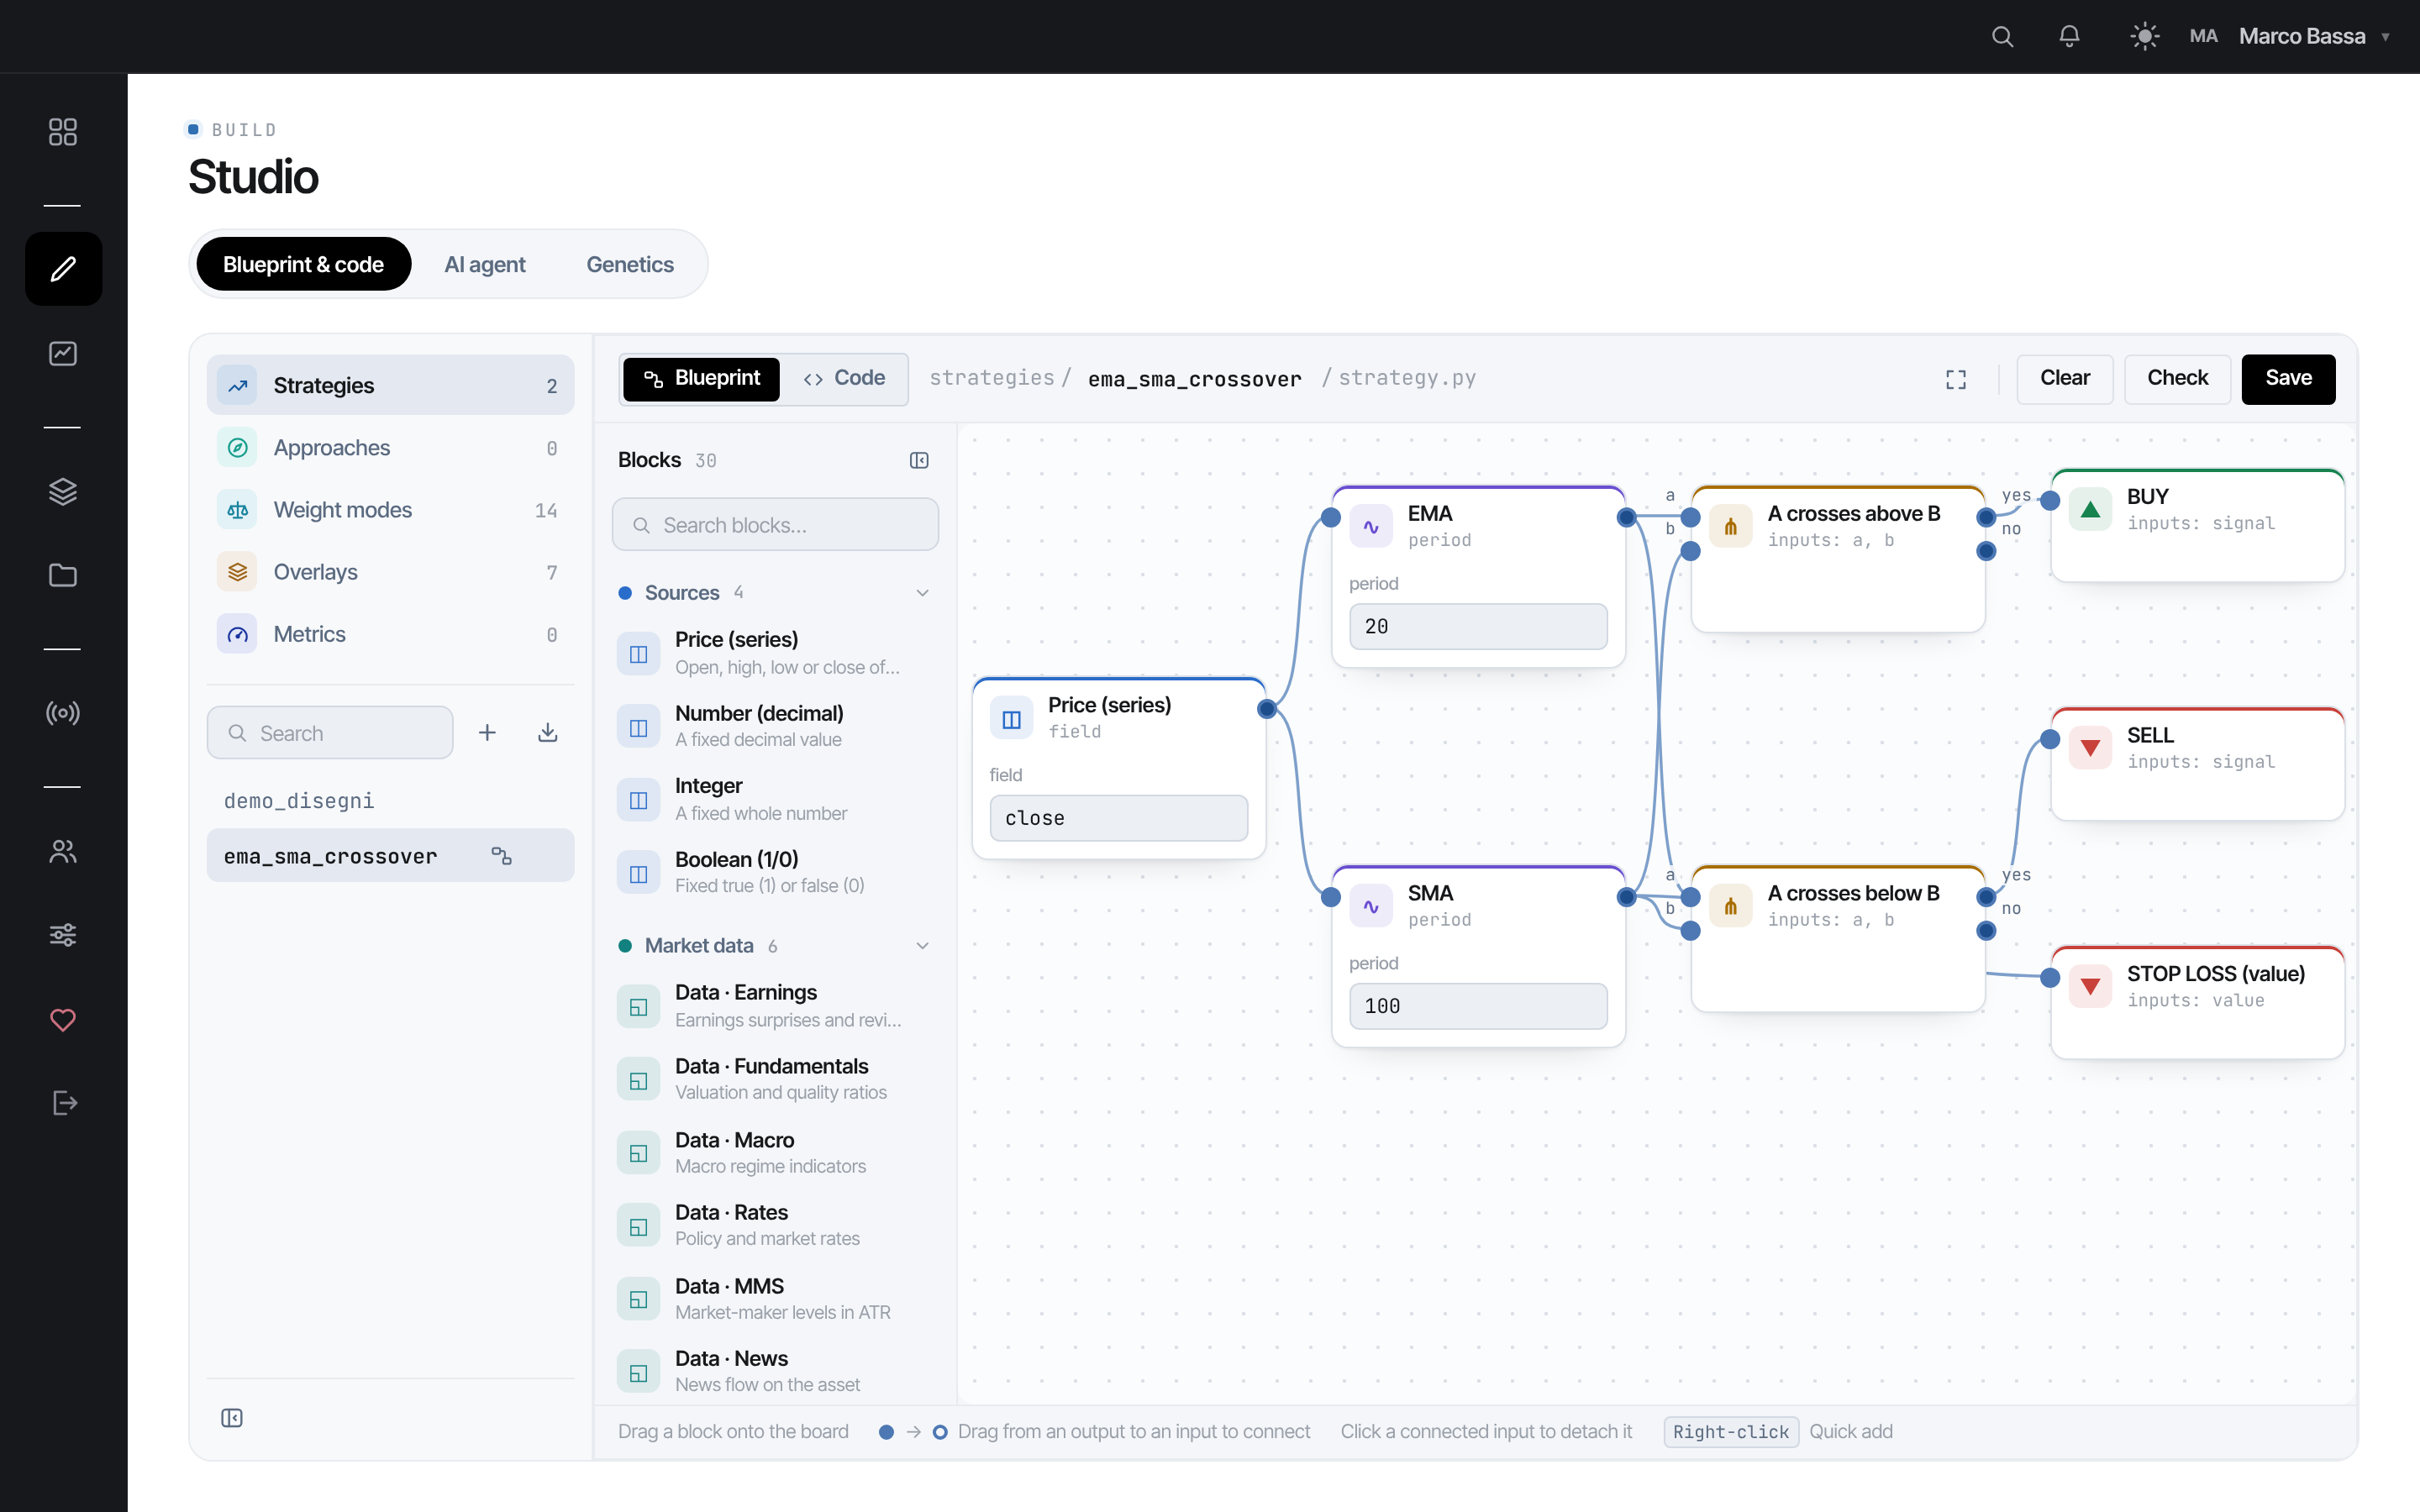 MA Marco Bassa
BUILD
Studio
Blueprint & code
AI agent
Genetics
Strategies 2
Approaches 0
Weight modes 14
Overlays 7
Metrics 0
Search
demo_disegni
ema_sma_crossover
Blueprint
Code
strategies / ema_sma_crossover / strategy.py
Clear
Check
Save
Blocks 30
Search blocks...
Sources 4
Price (series)
Open, high, low or close of...
Number (decimal)
A fixed decimal value
Integer
A fixed whole number
Boolean (1/0)
Fixed true (1) or false (0)
Market data 6
Data · Earnings
Earnings surprises and revi...
Data · Fundamentals
Valuation and quality ratios
Data · Macro
Macro regime indicators
Data · Rates
Policy and market rates
Data · MMS
Market-maker levels in ATR
Data · News
News flow on the asset
Price (series)
field
field
close
EMA
period
period
20
SMA
period
period
100
a
b
A crosses above B
inputs: a, b
yes
no
a
b
A crosses below B
inputs: a, b
yes
no
BUY
inputs: signal
SELL
inputs: signal
STOP LOSS (value)
inputs: value
Drag a block onto the board
Drag from an output to an input to connect
Click a connected input to detach it
Right-click Quick add